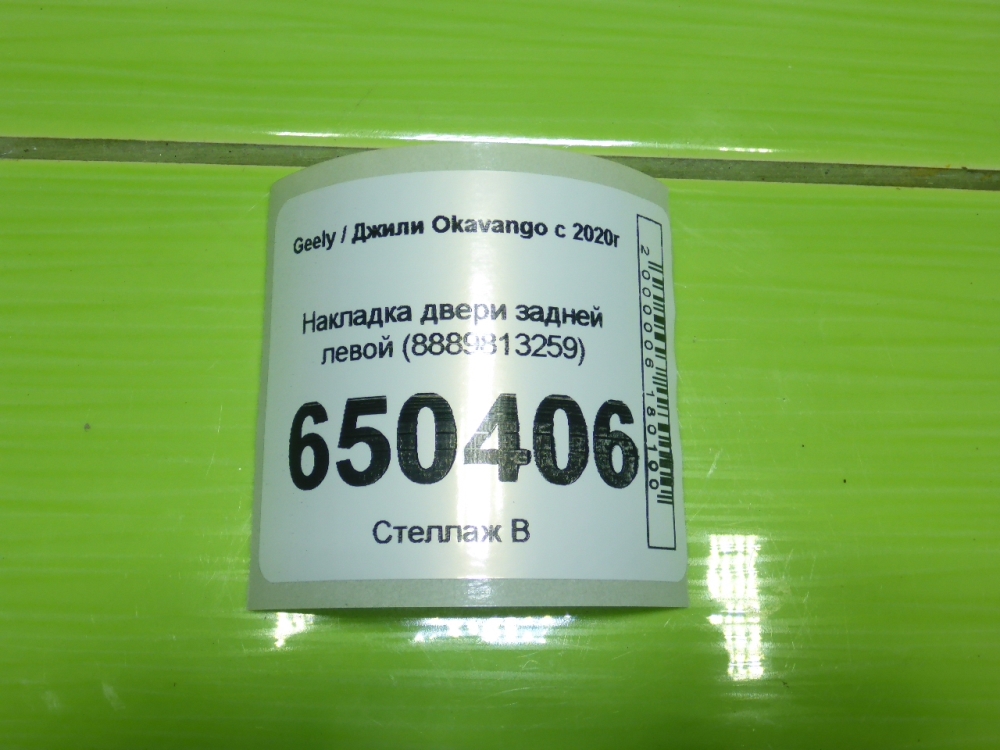 Geely / Джили Okavango с 2020г
Накладка двери задней
левой (8889813259)
650406
Стеллаж В
2000006180100